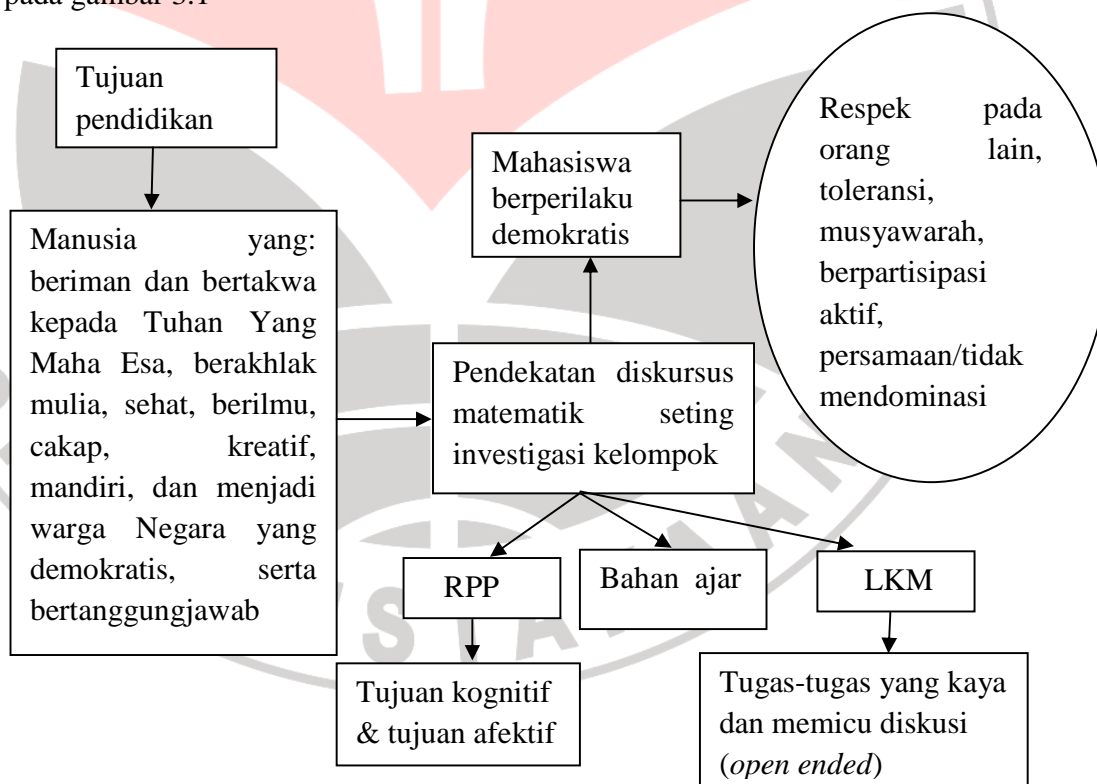 pada gambar 3.1
Tujuan
pendidikan
Manusia yang:
beriman dan bertakwa
kepada Tuhan Yang
Maha Esa, berakhlak
mulia, sehat, berilmu,
cakap, kreatif,
mandiri, dan menjadi
warga Negara yang
demokratis, serta
bertanggungjawab
Mahasiswa
berperilaku
demokratis
Respek pada
orang lain,
toleransi,
musyawarah,
berpartisipasi
aktif,
persamaan/tidak
mendominasi
Pendekatan diskursus
matematik seting
investigasi kelompok
RPP
Bahan ajar
LKM
Tujuan kognitif
& tujuan afektif
Tugas-tugas yang kaya
dan memicu diskusi
(open ended)